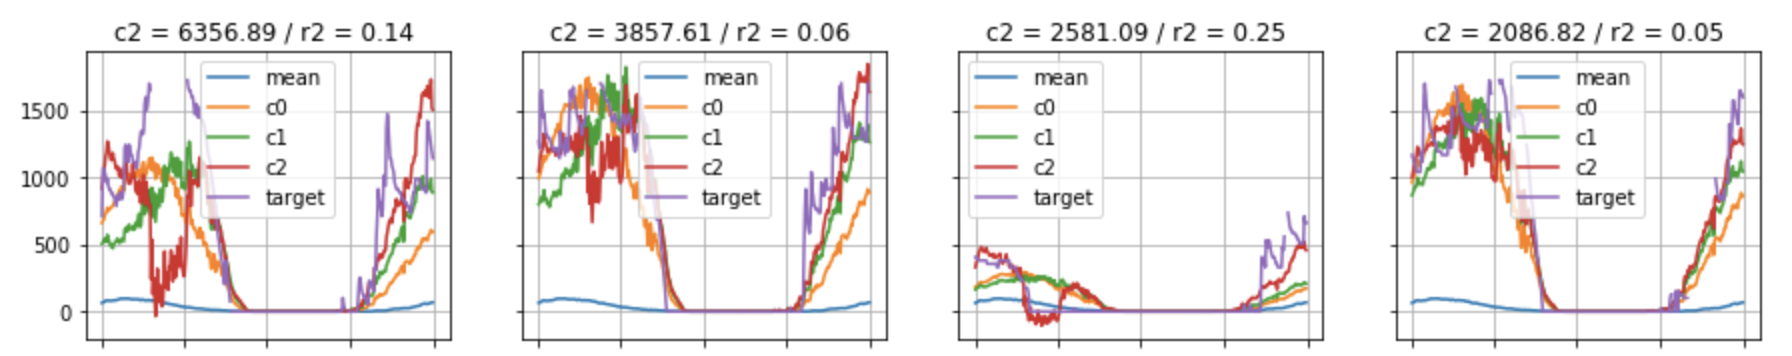 c2 = 6356.89 / r2 = 0.14
1500
1000
500
0
mean
c0
c1
c2
target
c2 = 3857.61 / r2 = 0.06
mean
c0
c1
c2
target
c2 = 2581.09 / r2 = 0.25
mean
c0
c1
c2
target
c2 = 2086.82 / r2 = 0.05
mean
c0
c1
c2
target